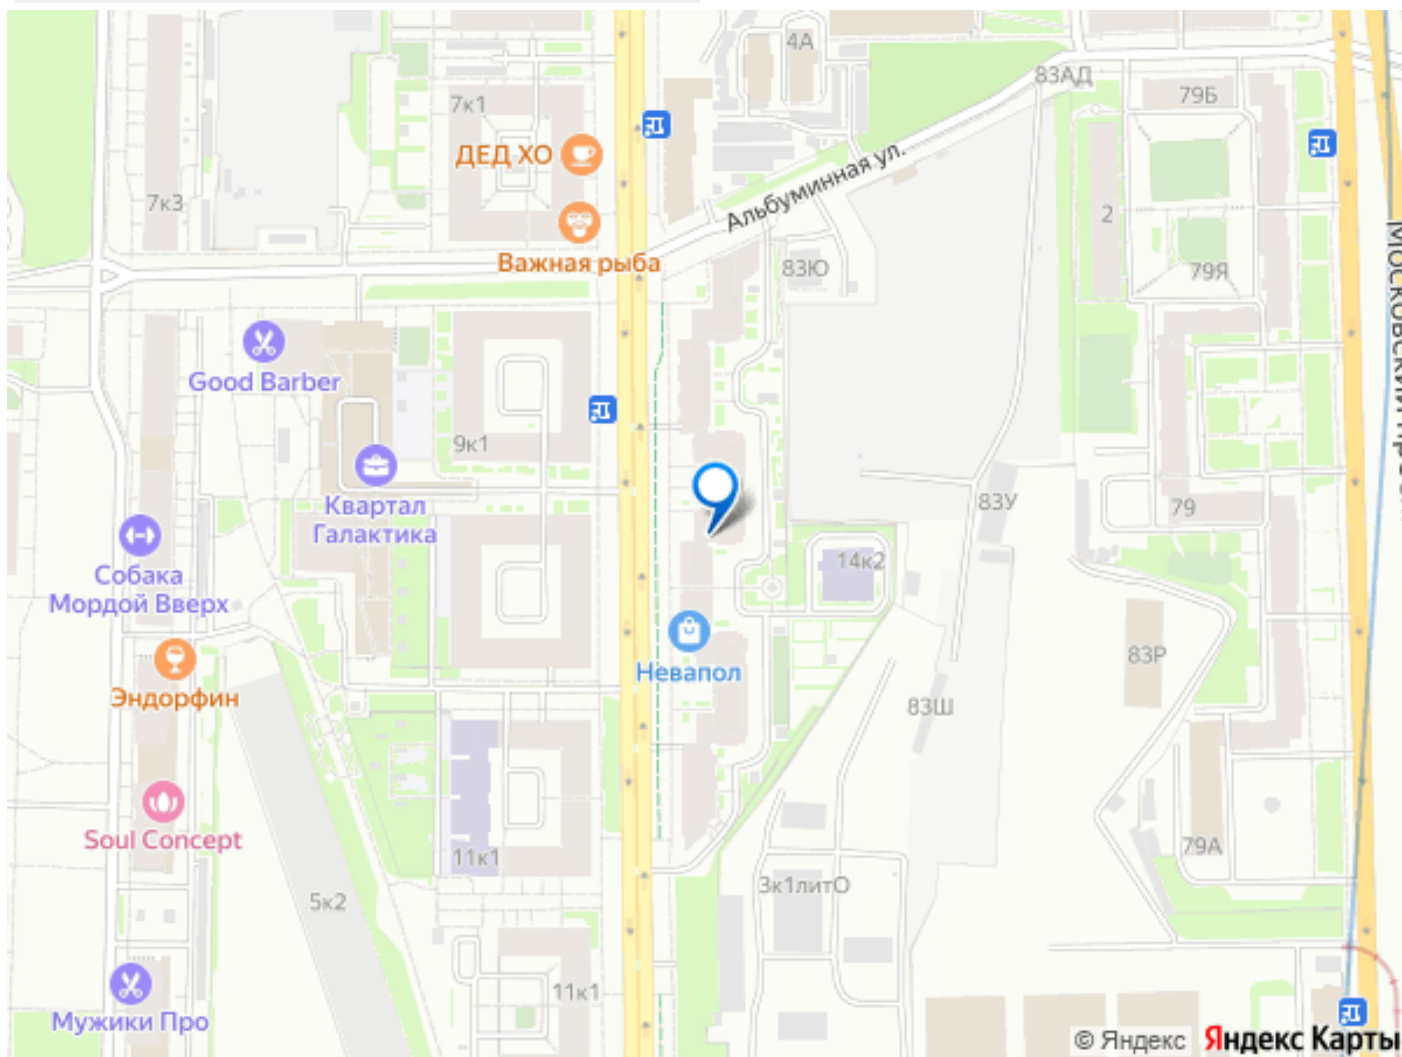 4А
83АД
79Б
7к1
ДЕД ХО
7к3
Альбуминная ул.
2
Важная рыба
83Ю
79Я
Good Barber
9к1
Квартал
Галактика
83У
79
Собака
Мордой Вверх
14к2
Невапол
83Р
Эндорфин
83Ш
Soul Concept
11к1
79А
5к2
3к1литО
11к1
Мужики Про
© Яндекс Яндекс Карты